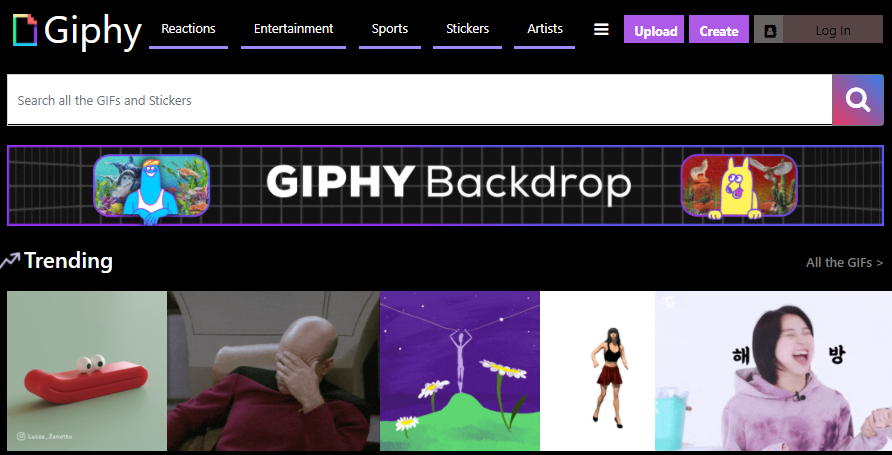 Giphy
Reactions
Entertainment
Sports
Stickers
Artists
Upload
Create
Log In
Search all the GIFs and Stickers
GIPHY Backdrop
Trending
All the GIFs >
Lucas_Zanotto
해 방